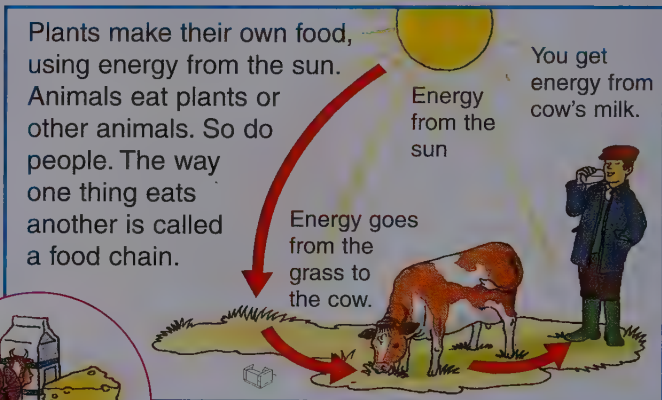 Plants make their own food,
using energy from the sun.
Animals eat plants or
other animals. So do
people. The way
one thing eats
another is called
a food chain.
Energy
from the
sun
You get
energy from
cow's milk.
Energy goes
from the
grass to
the cow.